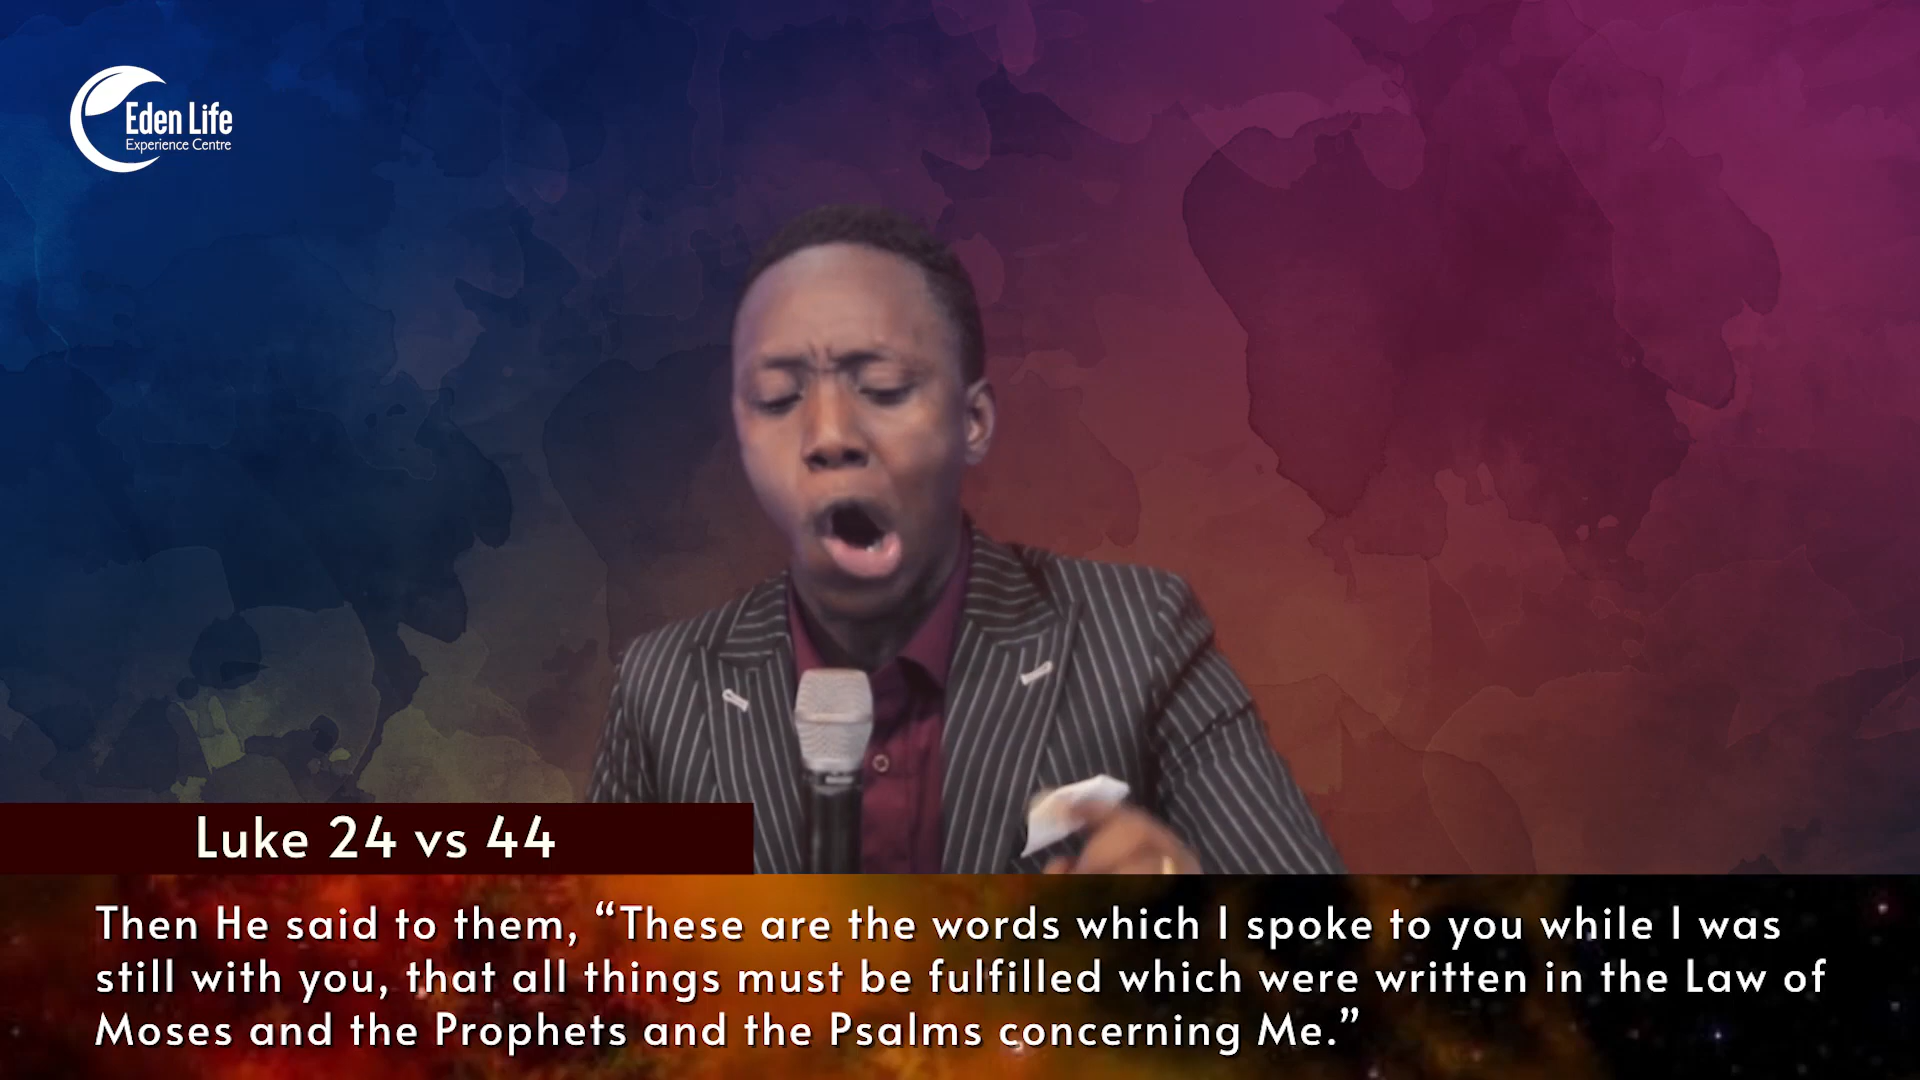 Eden Life
Experience Centre
Luke 24 vs 44
Then He said to them, “These are the words which I spoke to you while I was
still with you, that all things must be fulfilled which were written in the Law of
Moses and the Prophets and the Psalms concerning Me.”